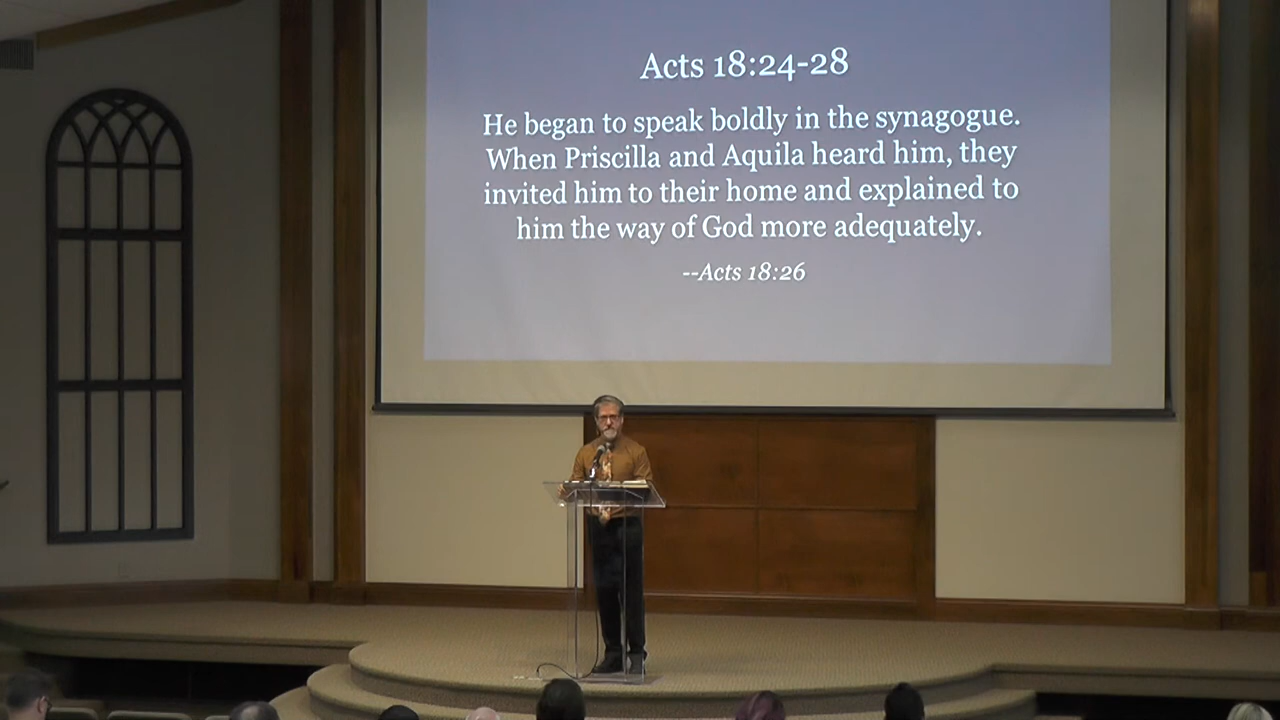 Acts 18:24-28
He began to speak boldly in the synagogue.
When Priscilla and Aquila heard him, they
invited him to their home and explained to
him the way of God more adequately.
--Acts 18:26